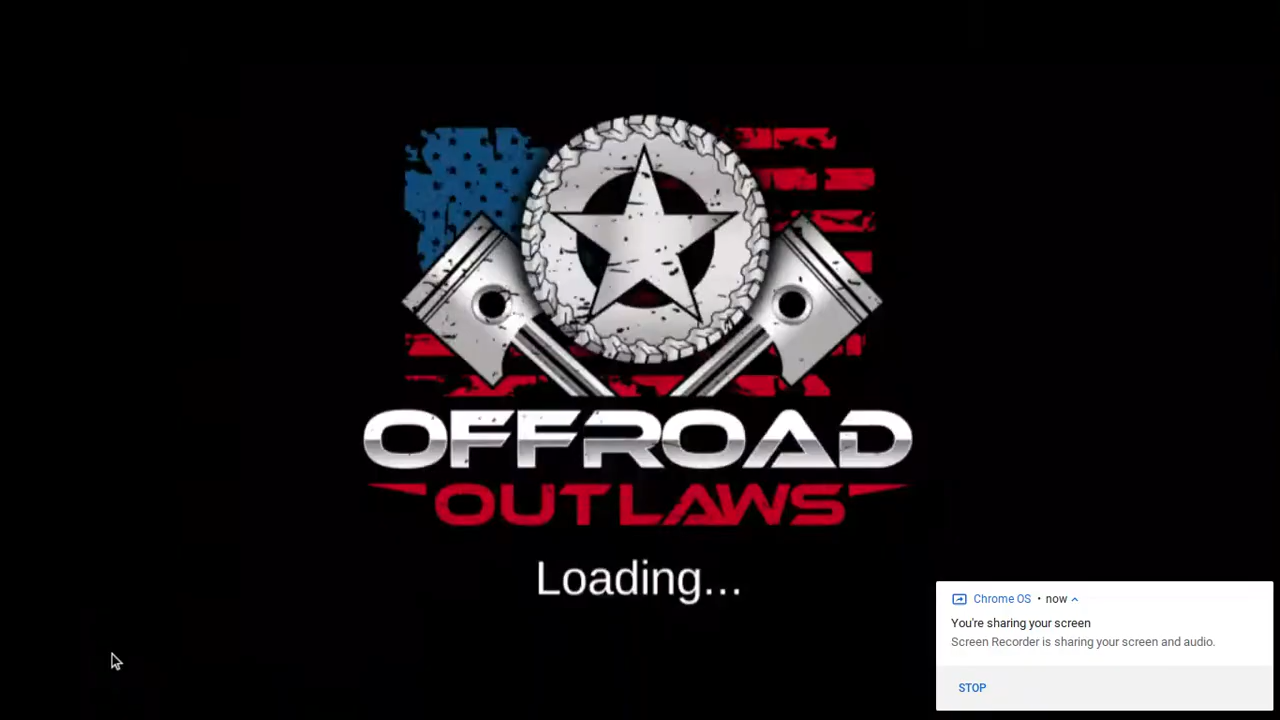 OFFROAD
OUTLAWS
Loading...
Chrome OS • now
You're sharing your screen
Screen Recorder is sharing your screen and audio.
STOP